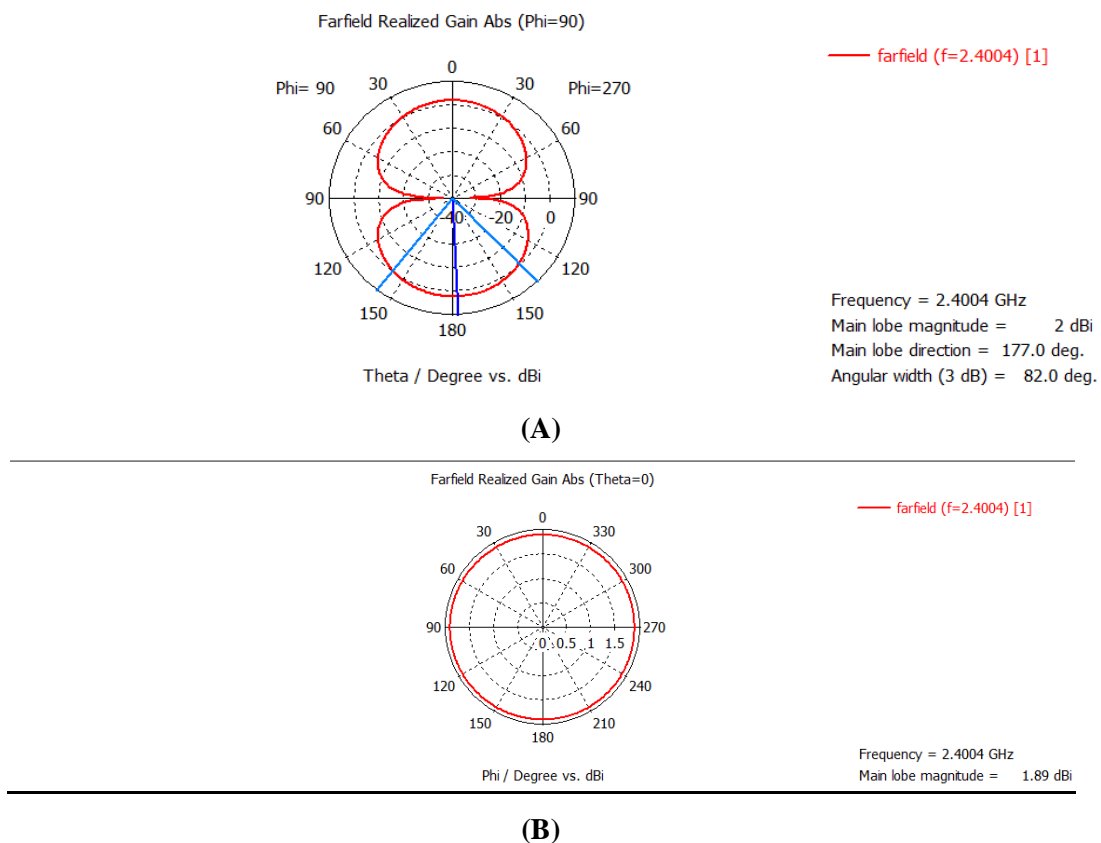 Farfield Realized Gain Abs (Phi=90)
farfield (f=2.4004) [1]
0
Phi= 90 30 30 Phi=270
60 60
90 90
-40 -20 0
120 120
150 150
180
Theta / Degree vs. dBi
Frequency = 2.4004 GHz
Main lobe magnitude = 2 dBi
Main lobe direction = 177.0 deg.
Angular width (3 dB) = 82.0 deg.
(A)
Farfield Realized Gain Abs (Theta=0)
farfield (f=2.4004) [1]
0
30 330
60 300
90 270
0 0.5 1 1.5
120 240
150 210
180
Phi / Degree vs. dBi
Frequency = 2.4004 GHz
Main lobe magnitude = 1.89 dBi
(B)